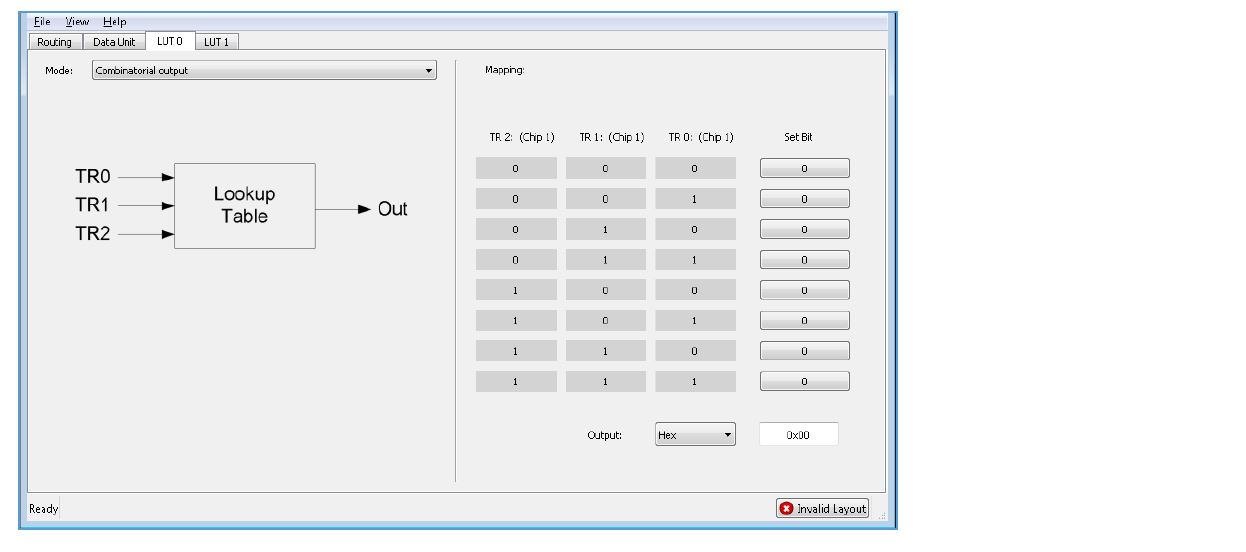 File View Help
Routing Data Unit LUT 0 LUT 1
Mode: Combinatorial output
Mapping:
TR0
TR1
TR2
Lookup
Table
Out
TR 2: (Chip 1) TR 1: (Chip 1) TR 0: (Chip 1) Set Bit
0 0 0 0
0 0 1 0
0 1 0 0
0 1 1 0
1 0 0 0
1 0 1 0
1 1 0 0
1 1 1 0
Output: Hex 0x00
Ready
Invalid Layout